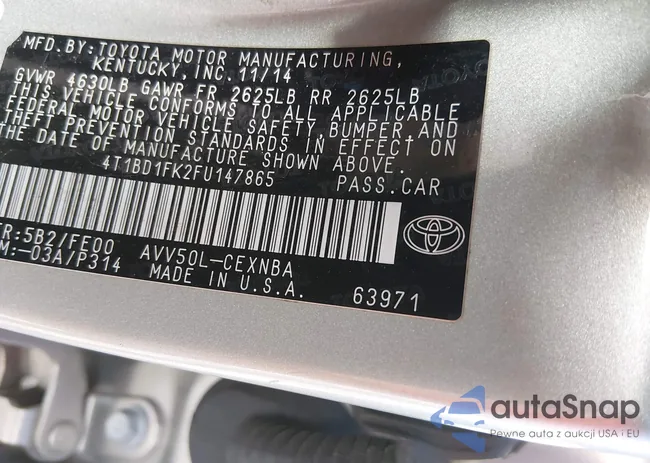 MFD. BY: TOYOTA MOTOR MANUFACTURING,
KENTUCKY, INC. 11/14
GVWR 4630LB GAWR FR 2625LB RR 2625LB
THIS VEHICLE CONFORMS TO ALL APPLICABLE
FEDERAL MOTOR VEHICLE SAFETY, BUMPER, AND
THEFT PREVENTION STANDARDS IN EFFECT ON
THE DATE OF MANUFACTURE SHOWN ABOVE.
4T1BD1FK2FU147865 PASS.CAR
TR:5B2/FE00 AVV50L-CEXNBA
M:-03A/P314 MADE IN U.S.A. 63971
autaSnap
Pewne auta z aukcji USA i EU